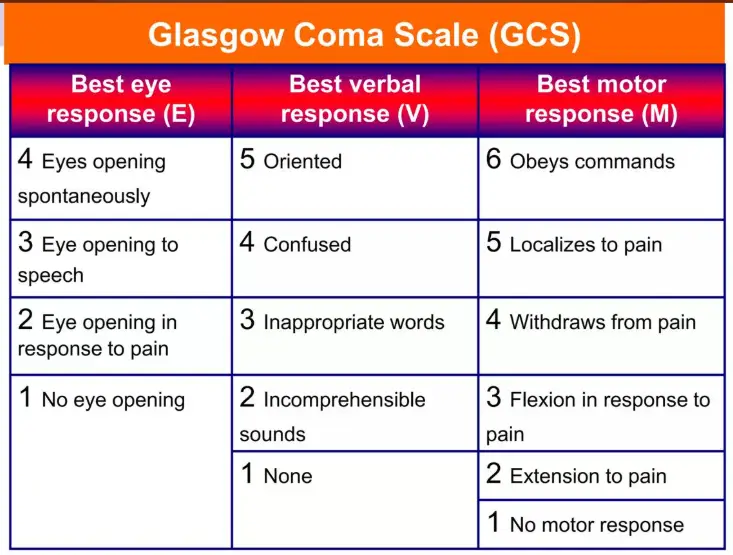 Glasgow Coma Scale (GCS)
Best eye
response (E)
Best verbal
response (V)
Best motor
response (M)
4 Eyes opening
spontaneously
5 Oriented
6 Obeys commands
3 Eye opening to
speech
4 Confused
5 Localizes to pain
2 Eye opening in
response to pain
3 Inappropriate words
4 Withdraws from pain
1 No eye opening
2 Incomprehensible
sounds
3 Flexion in response to
pain
1 None
2 Extension to pain
1 No motor response